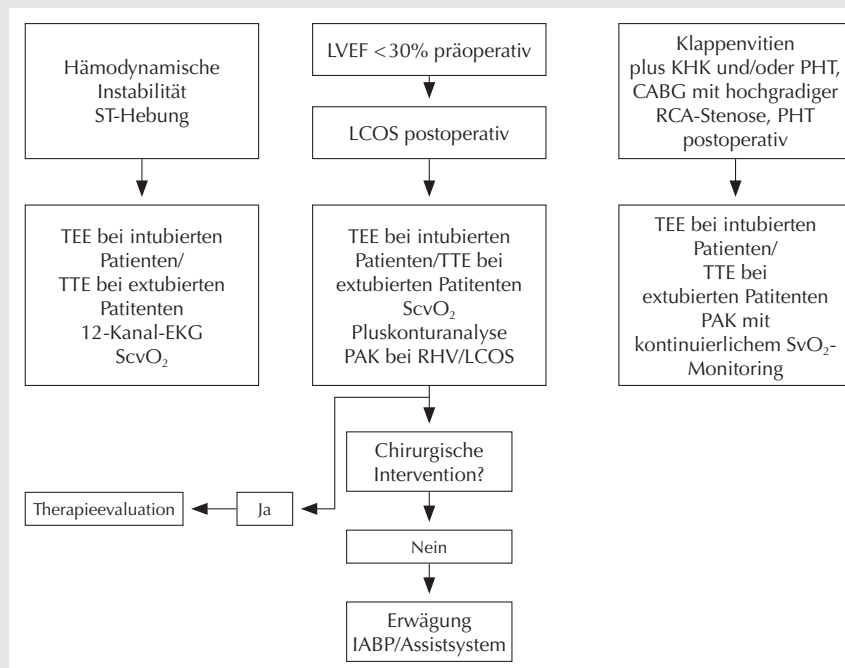 Hämodynamische
Instabilität
ST-Hebung
LVEF <30% präoperativ
LCOS postoperativ
Klappenvitien
plus KHK und/oder PHT,
CABG mit hochgradiger
RCA-Stenose, PHT
postoperativ
TEE bei intubierten
Patienten/
TTE bei extubierten
Patitenten
12-Kanal-EKG
ScvO₂
TEE bei intubierten
Patienten/TTE bei
extubierten Patitenten
ScvO₂
Pluskonturanalyse
PAK bei RHV/LCOS
TEE bei intubierten
Patienten/
TTE bei
extubierten Patitenten
PAK mit
kontinuierlichem SvO₂-
Monitoring
Chirurgische
Intervention?
Therapieevaluation
Ja
Nein
Erwägung
IABP/Assistsystem